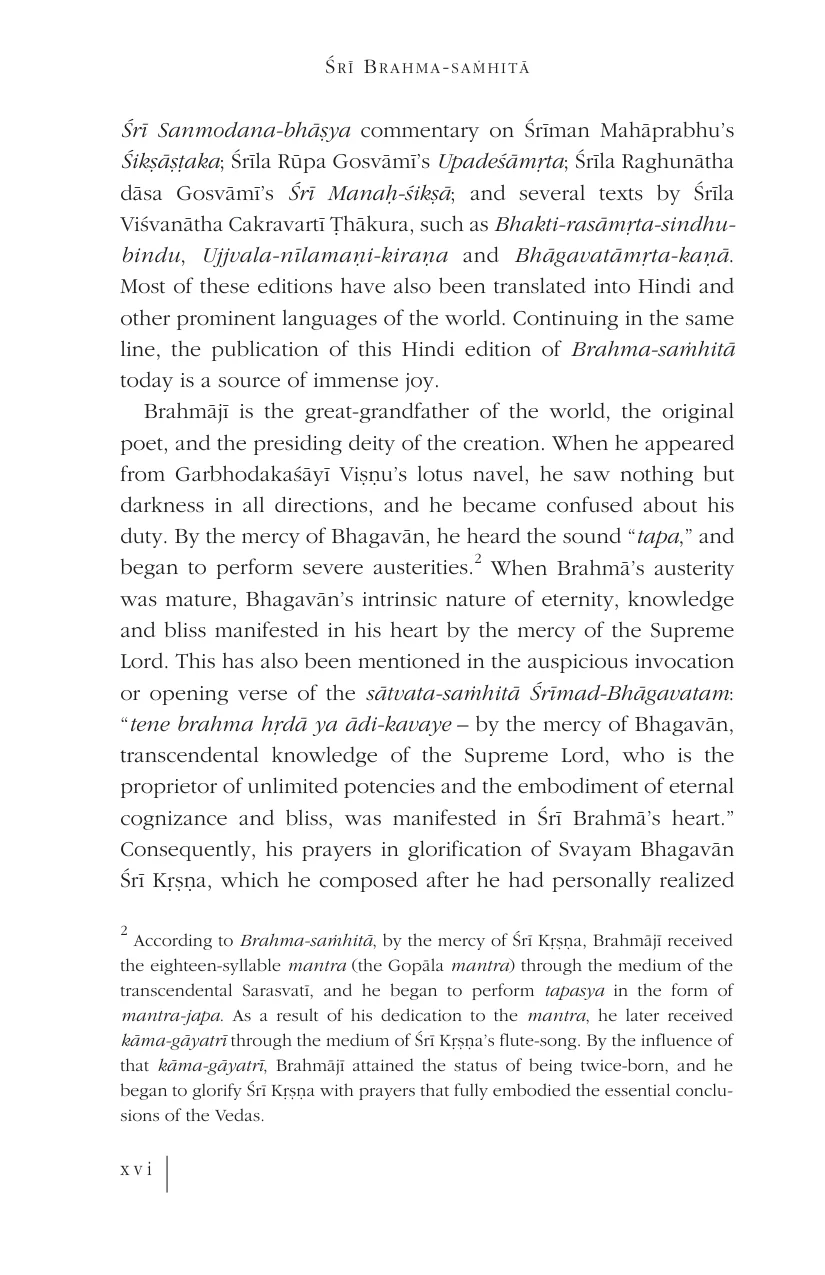 Śrī Brahma-saṁhitā
Śrī Sanmodana-bhāṣya commentary on Śrīman Mahāprabhu’s
Śikṣāṣṭaka; Śrīla Rūpa Gosvāmī’s Upadeśāmṛta; Śrīla Raghunātha
dāsa Gosvāmī’s Śrī Manaḥ-śikṣā; and several texts by Śrīla
Viśvanātha Cakravartī Ṭhākura, such as Bhakti-rasāmṛta-sindhu-
bindu, Ujjvala-nīlamaṇi-kiraṇa and Bhāgavatāmṛta-kaṇā.
Most of these editions have also been translated into Hindi and
other prominent languages of the world. Continuing in the same
line, the publication of this Hindi edition of Brahma-saṁhitā
today is a source of immense joy.
Brahmājī is the great-grandfather of the world, the original
poet, and the presiding deity of the creation. When he appeared
from Garbhodakaśāyī Viṣṇu’s lotus navel, he saw nothing but
darkness in all directions, and he became confused about his
duty. By the mercy of Bhagavān, he heard the sound “tapa,” and
began to perform severe austerities.2 When Brahmā’s austerity
was mature, Bhagavān’s intrinsic nature of eternity, knowledge
and bliss manifested in his heart by the mercy of the Supreme
Lord. This has also been mentioned in the auspicious invocation
or opening verse of the sātvata-saṁhitā Śrīmad-Bhāgavatam:
“tene brahma hṛdā ya ādi-kavaye – by the mercy of Bhagavān,
transcendental knowledge of the Supreme Lord, who is the
proprietor of unlimited potencies and the embodiment of eternal
cognizance and bliss, was manifested in Śrī Brahmā’s heart.”
Consequently, his prayers in glorification of Svayam Bhagavān
Śrī Kṛṣṇa, which he composed after he had personally realized
2 According to Brahma-saṁhitā, by the mercy of Śrī Kṛṣṇa, Brahmājī received
the eighteen-syllable mantra (the Gopāla mantra) through the medium of the
transcendental Sarasvatī, and he began to perform tapasya in the form of
mantra-japa. As a result of his dedication to the mantra, he later received
kāma-gāyatrī through the medium of Śrī Kṛṣṇa’s flute-song. By the influence of
that kāma-gāyatrī, Brahmājī attained the status of being twice-born, and he
began to glorify Śrī Kṛṣṇa with prayers that fully embodied the essential conclu-
sions of the Vedas.
xvi